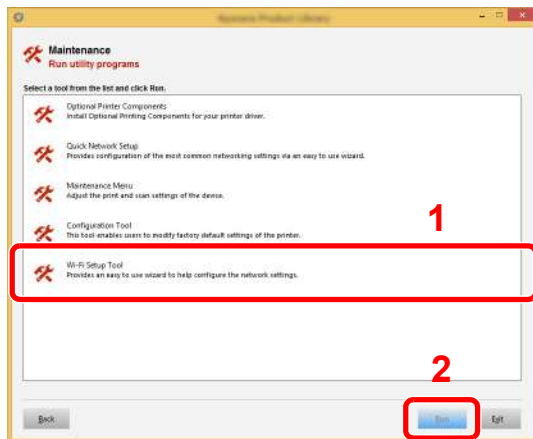 Maintenance
Run utility programs
Select a tool from the list and click Run.
Optional Printer Components
Install Optional Printing Components for your printer driver.
Quick Network Setup
Provides configuration of the most common networking settings via an easy to use wizard.
Maintenance Menu
Adjust the print and scan settings of the device.
Configuration Tool
This tool enables users to modify factory default settings of the printer.
1
Wi-Fi Setup Tool
Provides an easy to use wizard to help configure the network settings.
2
Back
Run
Exit